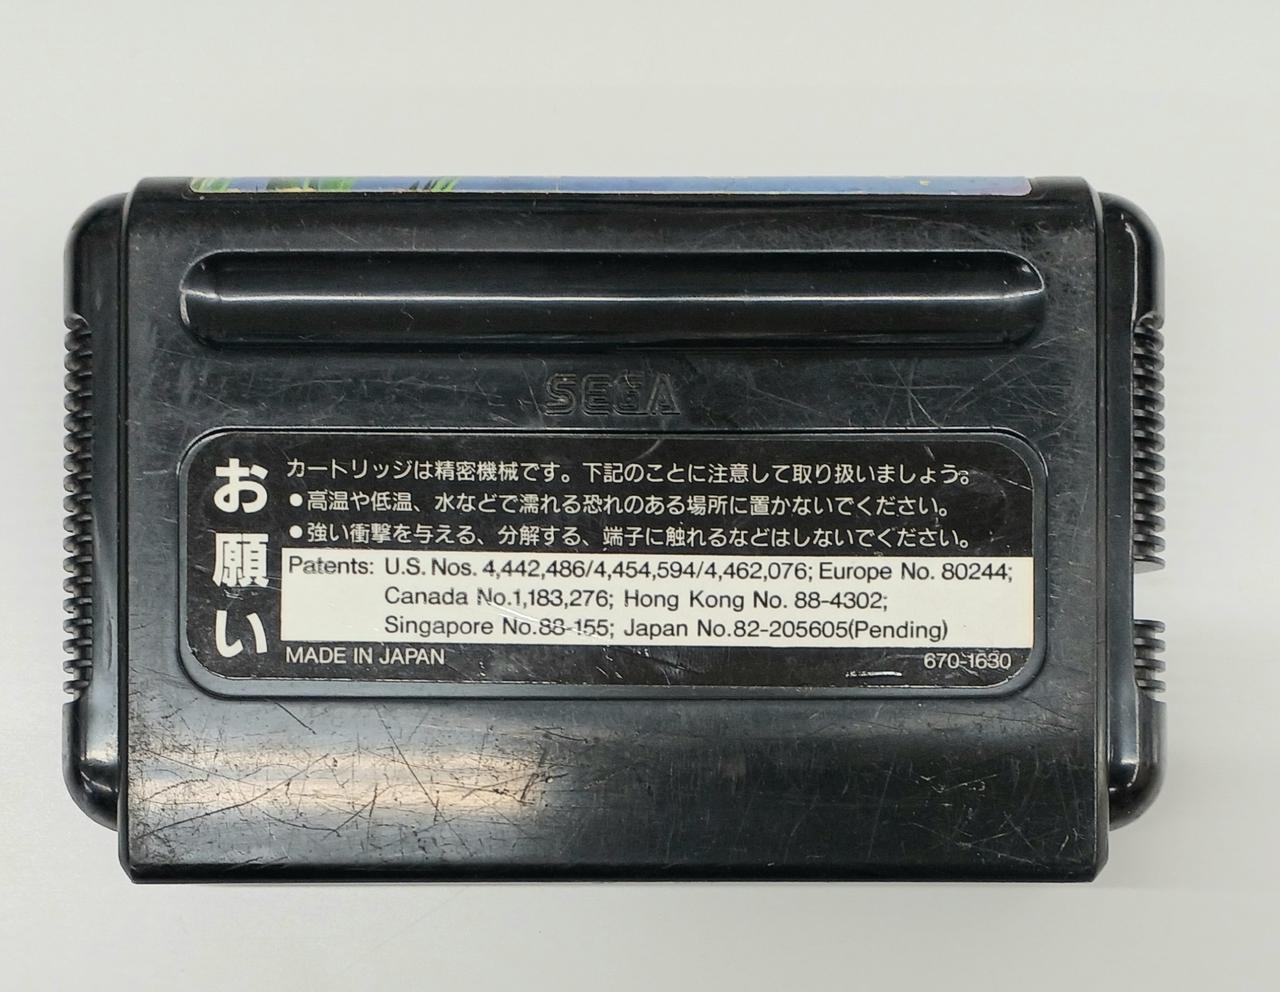 SEGA
お願い
カートリッジは精密機械です。下記のことに注意して取り扱いましょう。
●高温や低温、水などで濡れる恐れのある場所に置かないでください。
●強い衝撃を与える、分解する、端子に触れるなどはしないでください。
Patents: U.S. Nos. 4,442,486/4,454,594/4,462,076; Europe No. 80244;
Canada No.1,183,276; Hong Kong No. 88-4302;
Singapore No.88-155; Japan No.82-205605(Pending)
MADE IN JAPAN 670-1630